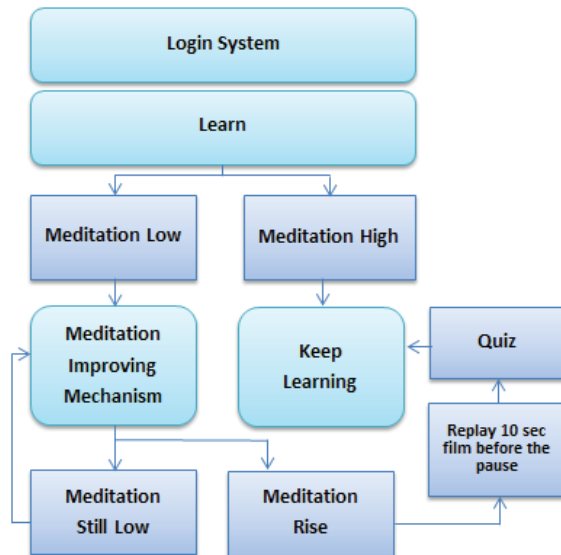 Login System
Learn
Meditation Low
Meditation High
Meditation
Improving
Mechanism
Keep
Learning
Quiz
Replay 10 sec
film before the
pause
Meditation
Still Low
Meditation
Rise